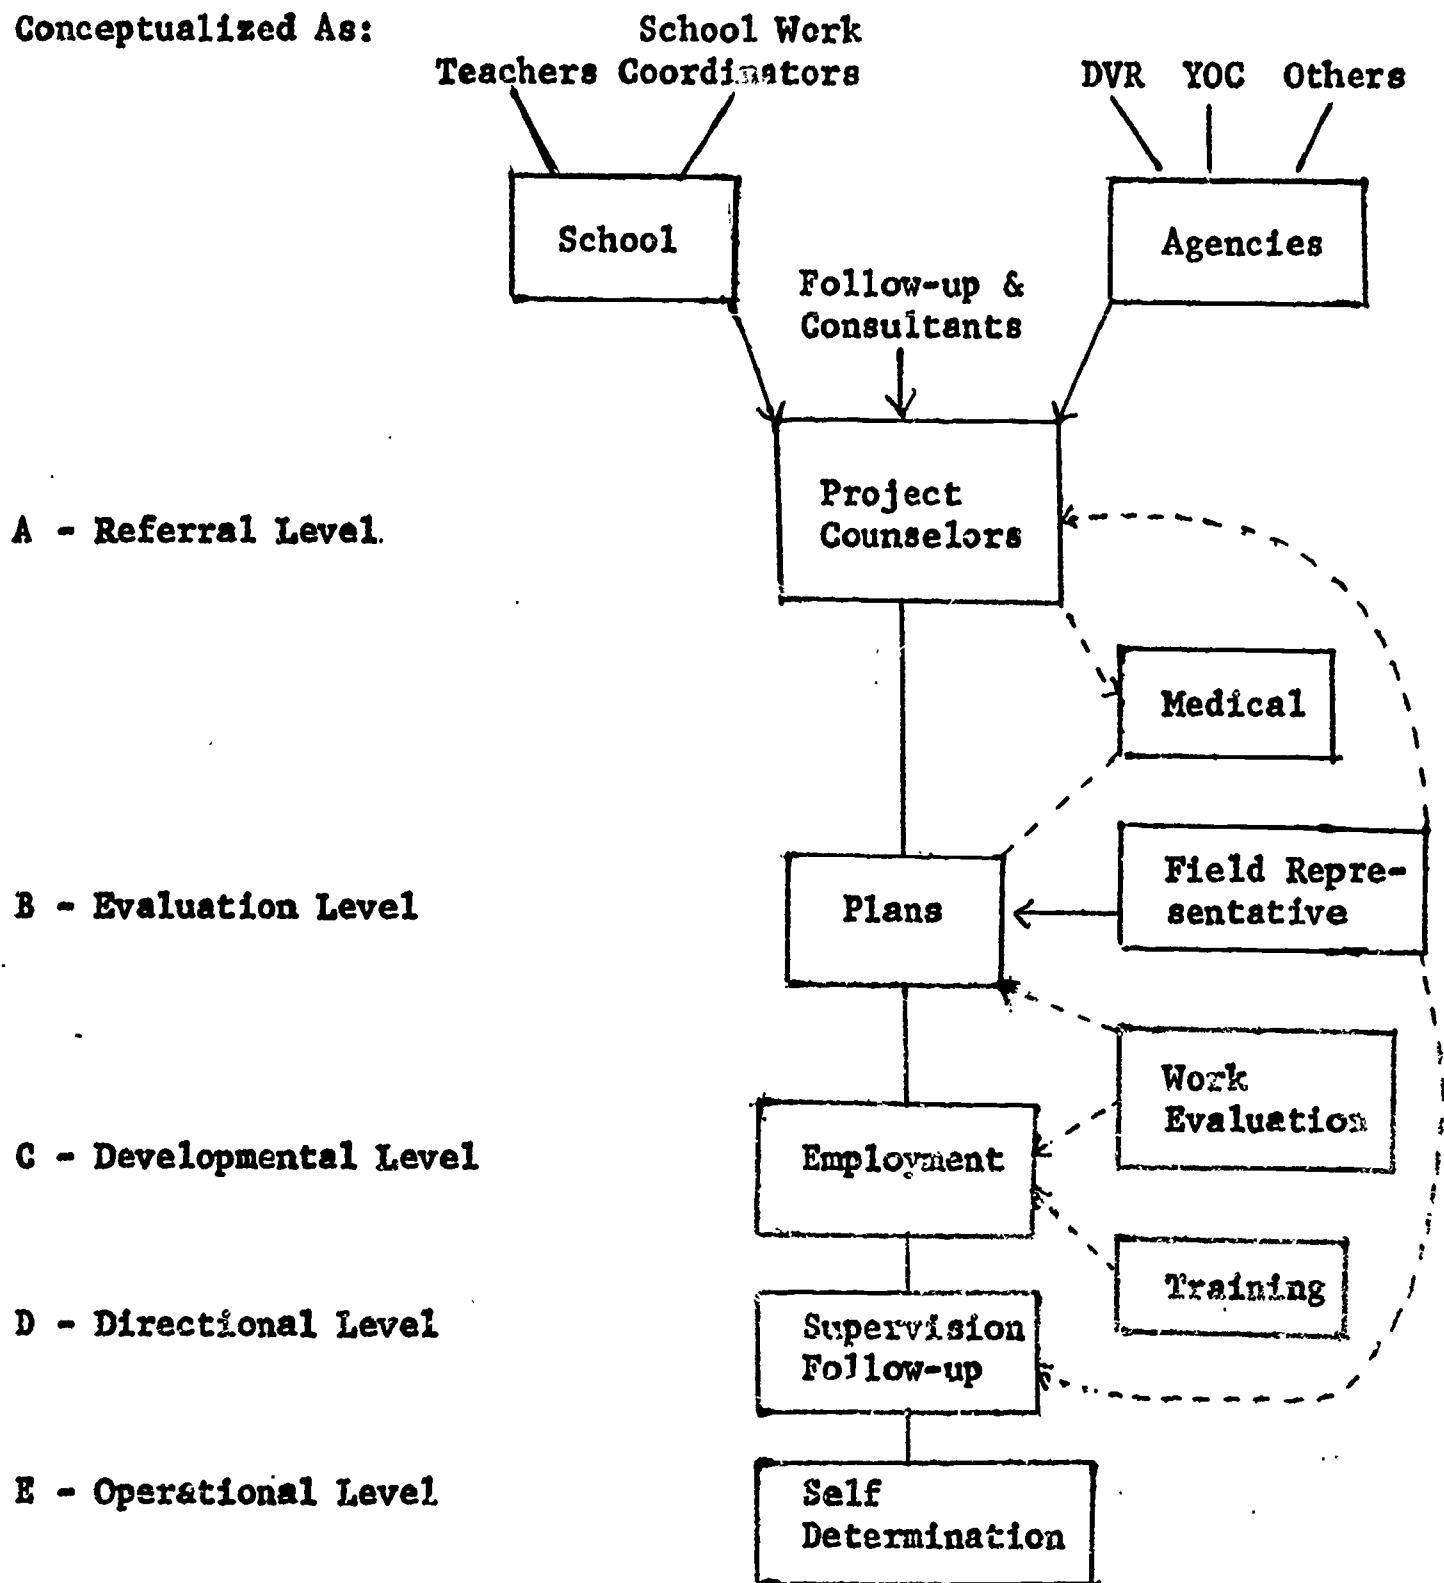 Conceptualized As:
School Work
Teachers Coordinators
DVR YOC Others
School
Agencies
Follow-up &
Consultants
Project
Counselors
A - Referral Level
Medical
Field Repre-
sentative
B - Evaluation Level
Plans
Work
Evaluation
C - Developmental Level
Employment
Training
D - Directional Level
Supervision
Follow-up
E - Operational Level
Self
Determination